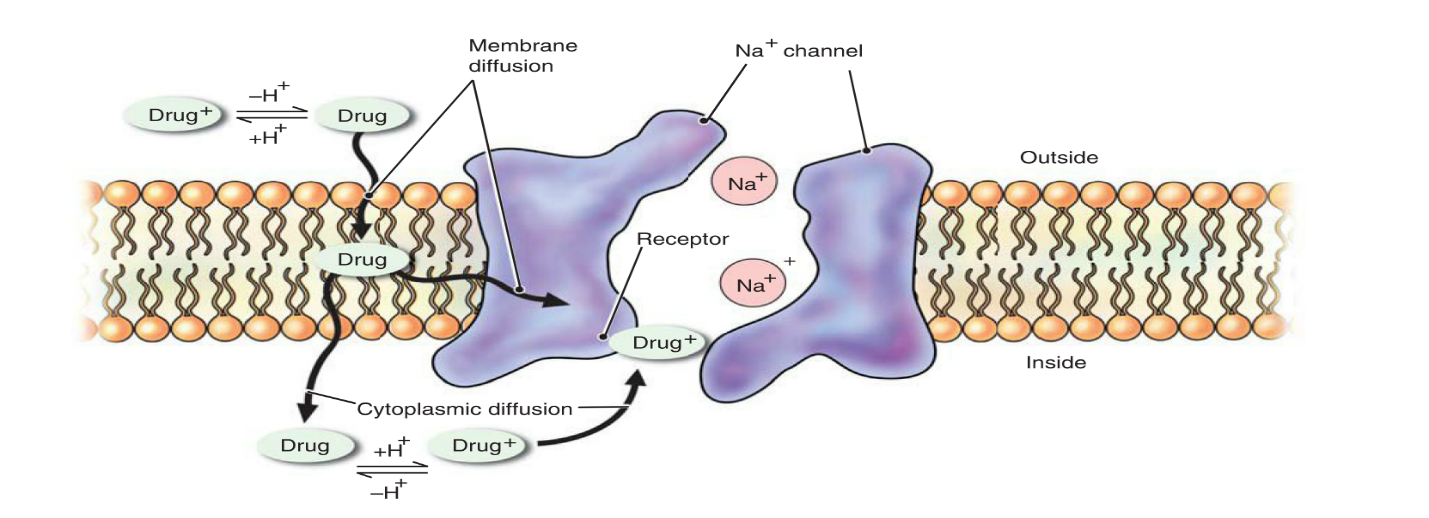 Membrane
diffusion
Na+ channel
Drug+
–H+
+H+
Drug
Outside
Na+
Receptor
Drug
Na+
+
Drug+
Inside
Cytoplasmic diffusion
Drug
+H+
–H+
Drug+